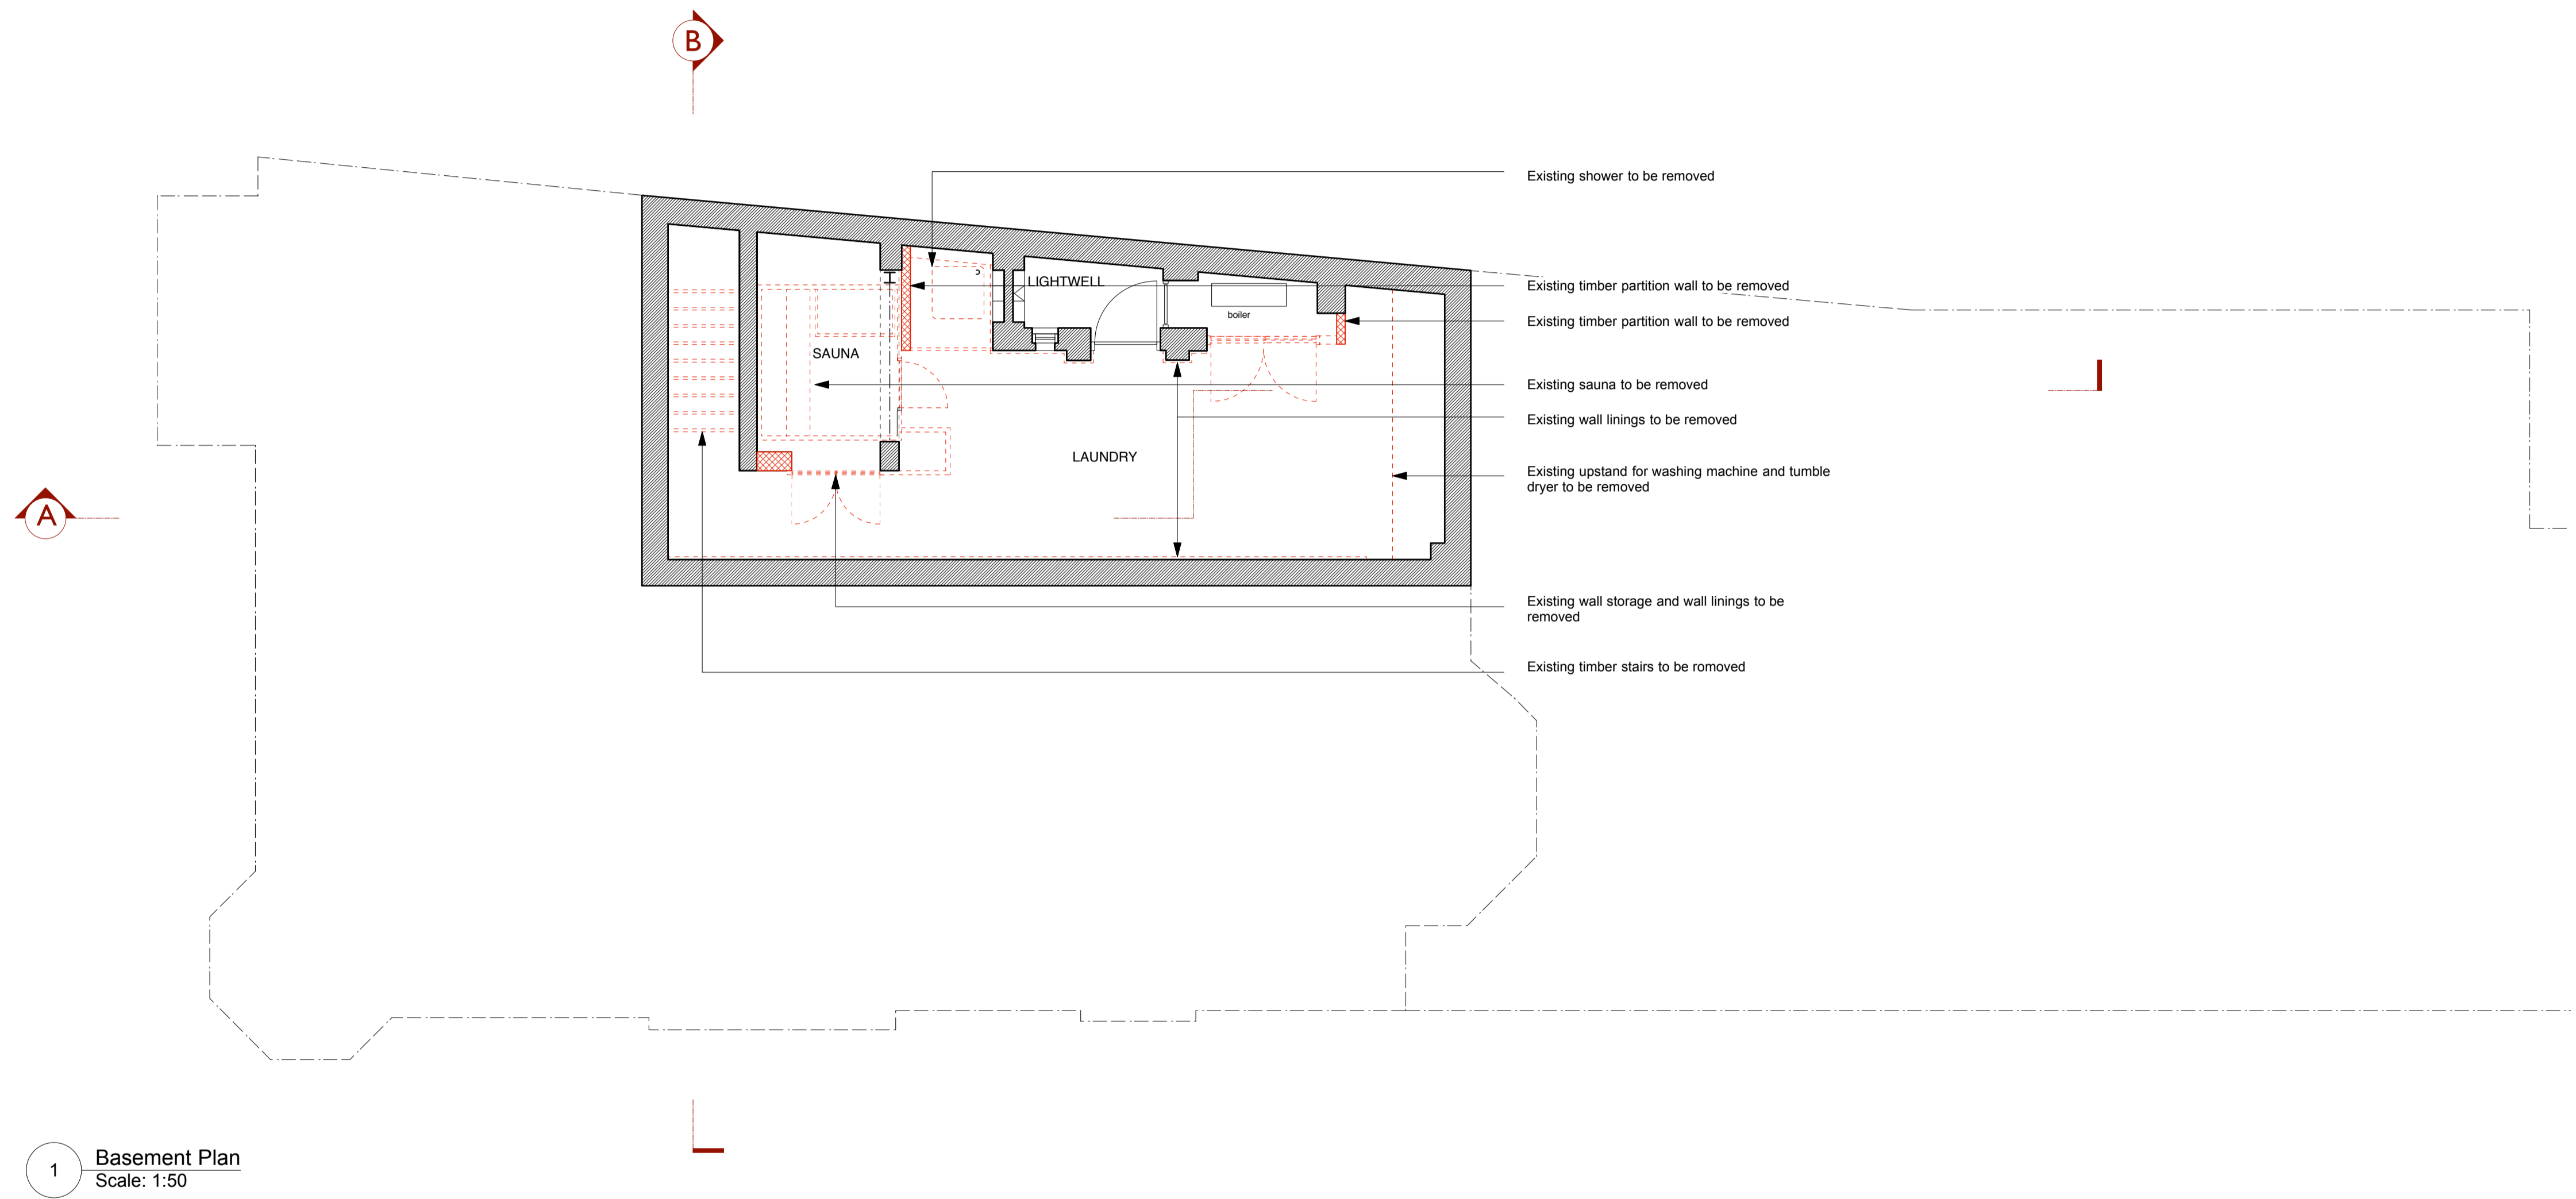 B
Existing shower to be removed
LIGHTWELL
Existing timber partition wall to be removed
boiler
Existing timber partition wall to be removed
SAUNA
Existing sauna to be removed
Existing wall linings to be removed
LAUNDRY
Existing upstand for washing machine and tumble
dryer to be removed
A
Existing wall storage and wall linings to be
removed
Existing timber stairs to be romoved
1
Basement Plan
Scale: 1:50